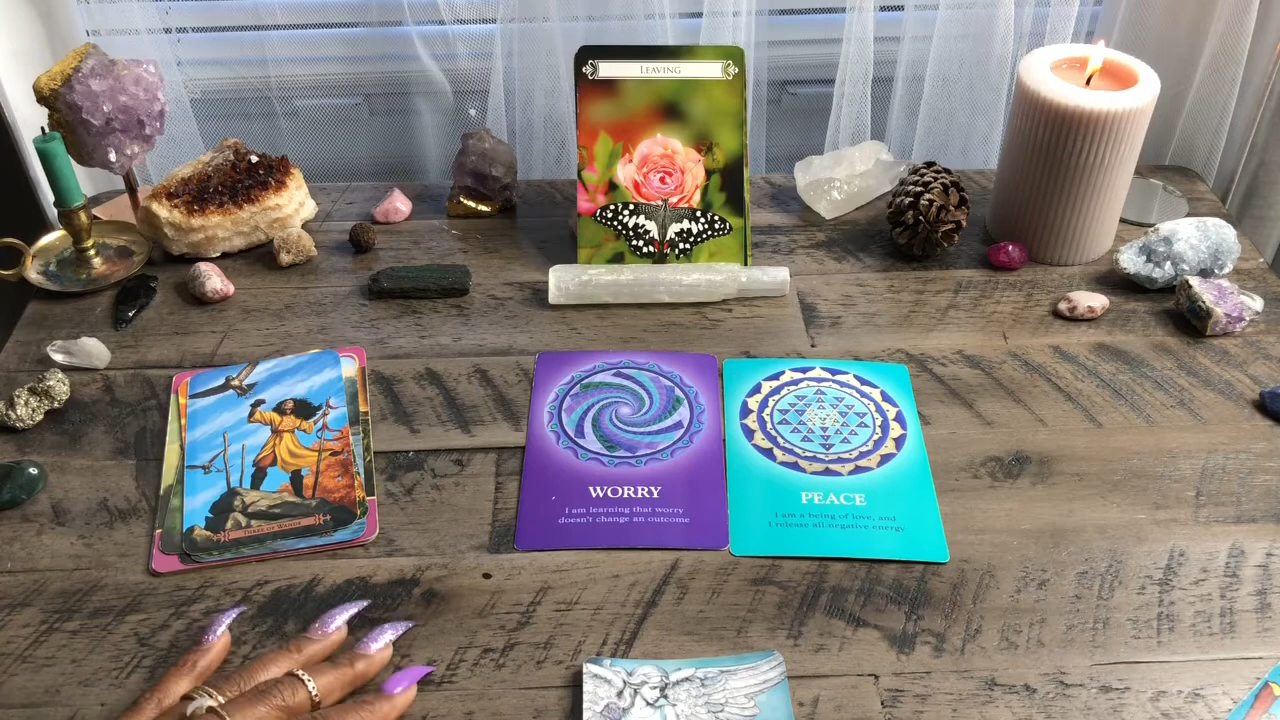 LEAVING
THREE OF WANDS
WORRY
I am learning that worry
doesn't change an outcome
PEACE
I am a being of love, and
I release all negative energy